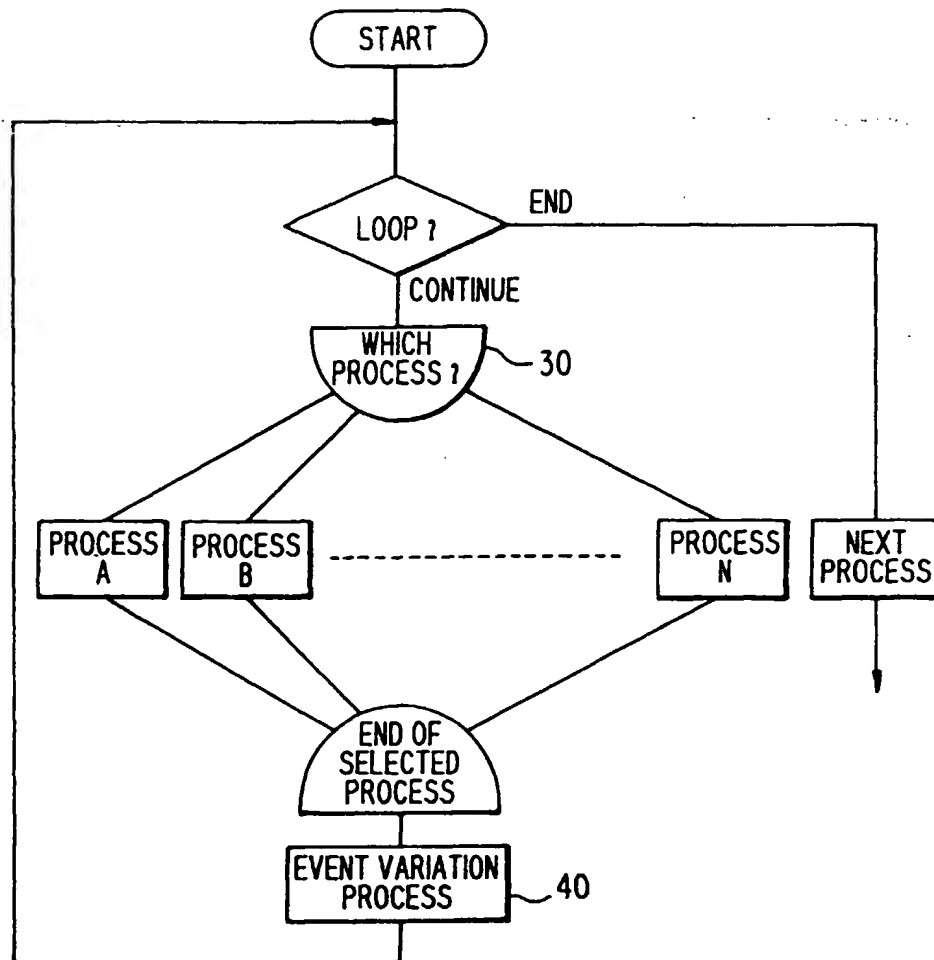 START
LOOP ?
END
CONTINUE
WHICH
PROCESS ?
30
PROCESS
A
PROCESS
B
PROCESS
N
NEXT
PROCESS
END OF
SELECTED
PROCESS
EVENT VARIATION
PROCESS
40